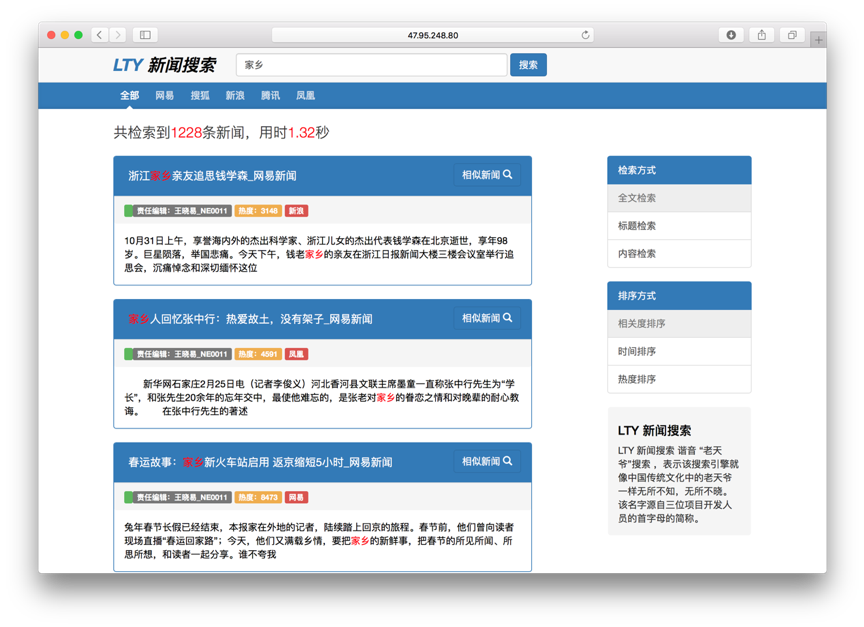 47.95.248.80
LTY 新闻搜索
家乡
搜索
全部 网易 搜狐 新浪 腾讯 凤凰
共检索到1228条新闻，用时1.32秒
浙江家乡亲友追思钱学森_网易新闻
相似新闻
责任编辑：王晓易_NE0011 热度：3148 新浪
10月31日上午，享誉海内外的杰出科学家、浙江儿女的杰出代表钱学森在北京逝世，享年98
岁。巨星陨落，举国悲痛。今天下午，钱老家乡的亲友在浙江日报新闻大楼三楼会议室举行追
思会，沉痛悼念和深切缅怀这位
家乡人回忆张中行：热爱故土，没有架子_网易新闻
相似新闻
责任编辑：王晓易_NE0011 热度：4591 凤凰
新华网石家庄2月25日电（记者李俊义）河北香河县文联主席墨童一直称张中行先生为“学
长”，和张先生20余年的忘年交中，最使他难忘的，是张老对家乡的眷恋之情和对晚辈的耐心教
诲。 在张中行先生的著述
春运故事：家乡新火车站启用 返京缩短5小时_网易新闻
相似新闻
责任编辑：王晓易_NE0011 热度：8473 网易
兔年春节长假已经结束，本报家在外地的记者，陆续踏上回京的旅程。春节前，他们曾向读者
现场直播“春运回家路”；今天，他们又满载乡情，要把家乡的新鲜事，把春节的所见所闻、所
思所想，和读者一起分享。谁不夸我
检索方式
全文检索
标题检索
内容检索
排序方式
相关度排序
时间排序
热度排序
LTY 新闻搜索
LTY 新闻搜索 谐音 “老天
爷”搜索 ，表示该搜索引擎就
像中国传统文化中的老天爷
一样无所不知，无所不晓。
该名字源自三位项目开发人
员的首字母的简称。